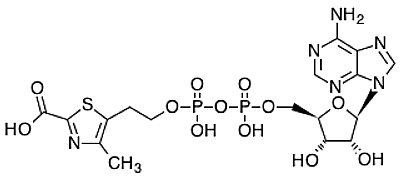 NH₂
N N
O O O N N
HO S O-P-O-P-O O
OH OH
N CH₃ HO OH